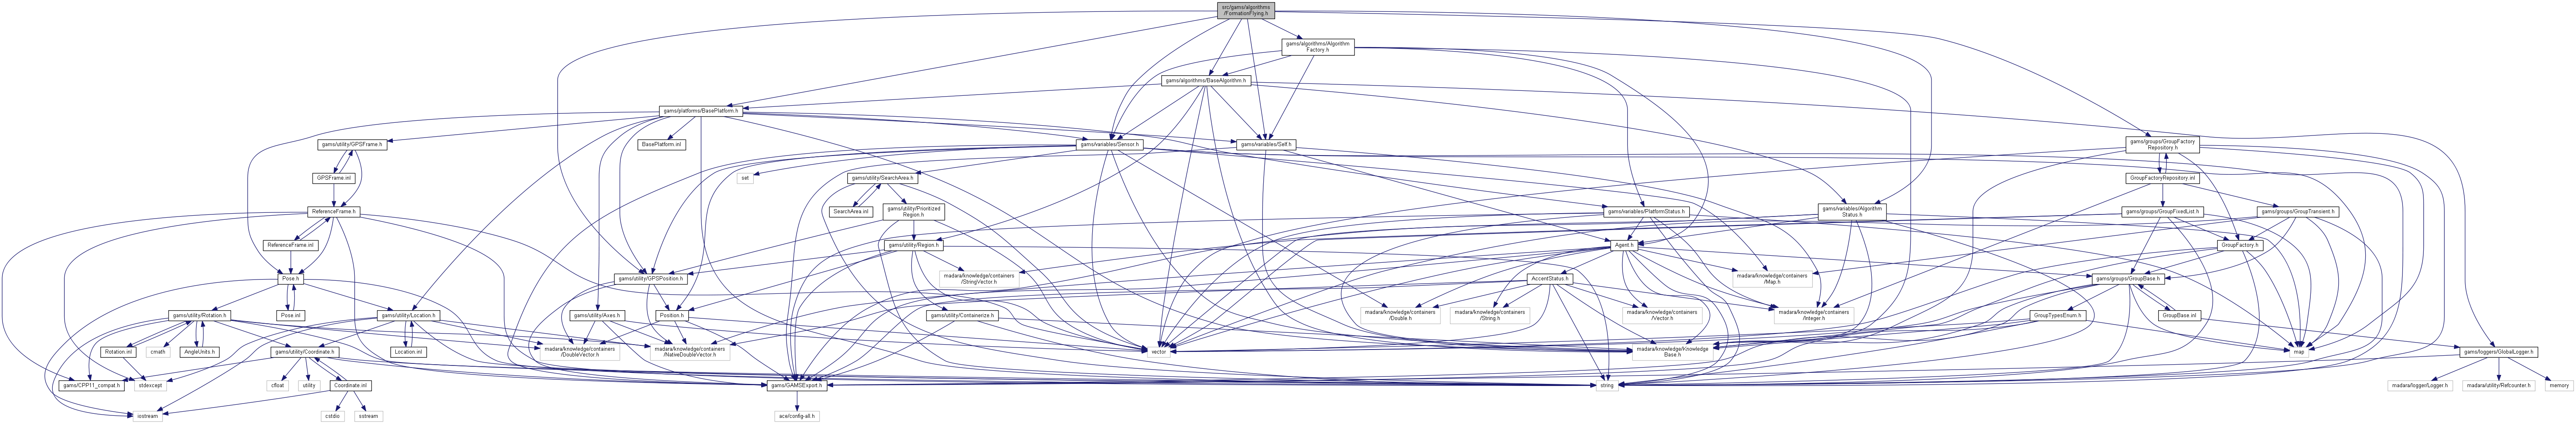 src/gams/algorithms
/FormationFlying.h
gams/algorithms/Algorithm
Factory.h
gams/algorithms/BaseAlgorithm.h
gams/platforms/BasePlatform.h
gams/utility/GPSFrame.h
BasePlatform.inl
gams/variables/Sensor.h
gams/variables/Self.h
gams/groups/GroupFactory
Repository.h
GPSFrame.inl
set
gams/utility/SearchArea.h
GroupFactoryRepository.inl
ReferenceFrame.h
SearchArea.inl
gams/utility/Prioritized
Region.h
gams/variables/PlatformStatus.h
gams/variables/Algorithm
Status.h
gams/groups/GroupFixedList.h
gams/groups/GroupTransient.h
ReferenceFrame.inl
gams/utility/Region.h
Agent.h
GroupFactory.h
Pose.h
gams/utility/GPSPosition.h
madara/knowledge/containers
/StringVector.h
AccentStatus.h
madara/knowledge/containers
/Map.h
gams/groups/GroupBase.h
gams/utility/Rotation.h
Pose.inl
gams/utility/Location.h
gams/utility/Axes.h
Position.h
gams/utility/Containerize.h
madara/knowledge/containers
/Double.h
madara/knowledge/containers
/String.h
madara/knowledge/containers
/Vector.h
madara/knowledge/containers
/Integer.h
GroupTypesEnum.h
GroupBase.inl
Rotation.inl
cmath
AngleUnits.h
gams/utility/Coordinate.h
Location.inl
madara/knowledge/containers
/DoubleVector.h
madara/knowledge/containers
/NativeDoubleVector.h
vector
madara/knowledge/Knowledge
Base.h
map
gams/loggers/GlobalLogger.h
gams/CPP11_compat.h
stdexcept
cfloat
utility
Coordinate.inl
gams/GAMSExport.h
string
madara/logger/Logger.h
madara/utility/Refcounter.h
memory
iostream
cstdio
sstream
ace/config-all.h